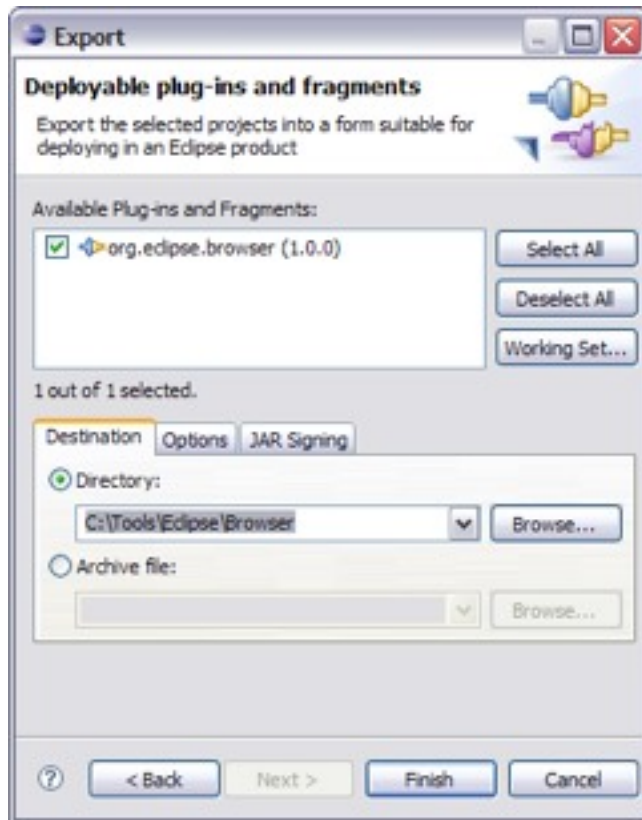 Export
Deployable plug-ins and fragments
Export the selected projects into a form suitable for
deploying in an Eclipse product
Available Plug-ins and Fragments:
org.eclipse.browser (1.0.0)
Select All
Deselect All
Working Set...
1 out of 1 selected.
Destination Options JAR Signing
Directory:
C:\Tools\Eclipse\Browser Browse...
Archive file:
Browse...
? < Back Next > Finish Cancel